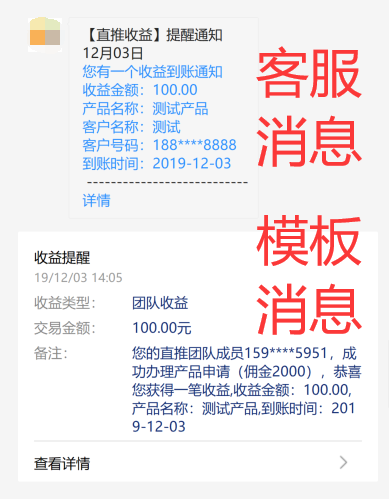 【直推收益】提醒通知
12月03日
您有一个收益到账通知
收益金额：100.00
产品名称：测试产品
客户名称：测试
客户号码：188****8888
到账时间：2019-12-03
---------------------------
详情
客服
消息
模板
消息
收益提醒
19/12/03 14:05
收益类型： 团队收益
交易金额： 100.00元
备注： 您的直推团队成员159****5951，成
功办理产品申请（佣金2000），恭喜
您获得一笔收益,收益金额：100.00,
产品名称：测试产品,到账时间：201
9-12-03
查看详情